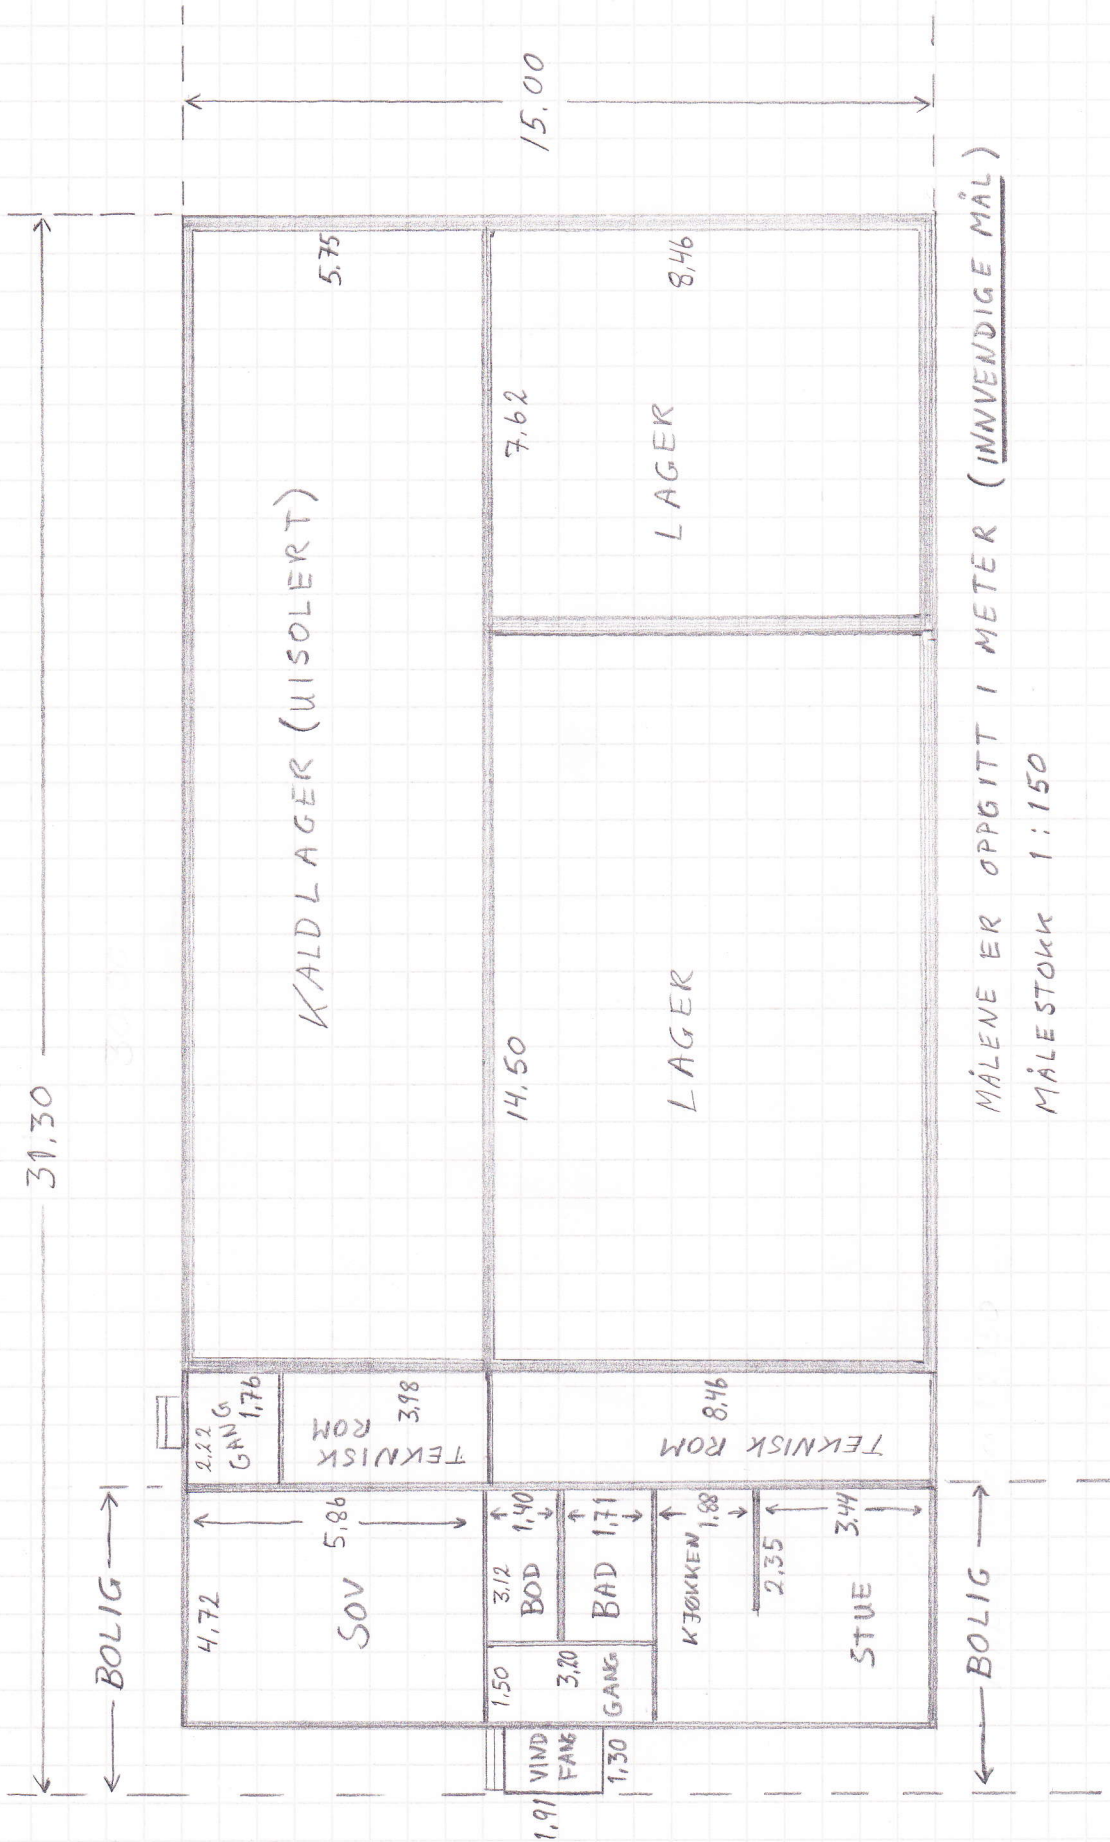 31.30
15.00
BOLIG
4,72
SOV
5,86
2,22
GANG
1,76
TEKNISK
ROM
3,98
KALDLAGER (UISOLERT)
5,75
1,91
VIND
FANG
1,30
1,50
3,20
GANG
3,12
BOD
1,40
BAD
1,71
KJØKKEN
1,88
2,35
STUE
3,44
TEKNISK ROM
8,46
14.50
LAGER
7,62
LAGER
8,46
BOLIG
MÅLENE ER OPPGITT I METER (INNVENDIGE MÅL)
MÅLESTOKK 1:150